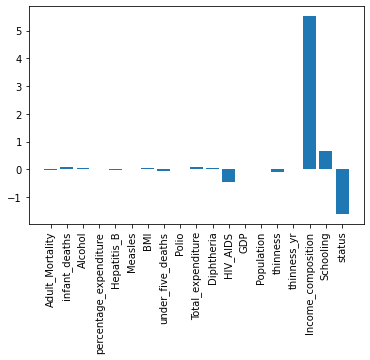 5
4
3
2
1
0
−1
Adult_Mortality
infant_deaths
Alcohol
percentage_expenditure
Hepatitis_B
Measles
BMI
under_five_deaths
Polio
Total_expenditure
Diphtheria
HIV_AIDS
GDP
Population
thinness
thinness_yr
Income_composition
Schooling
status